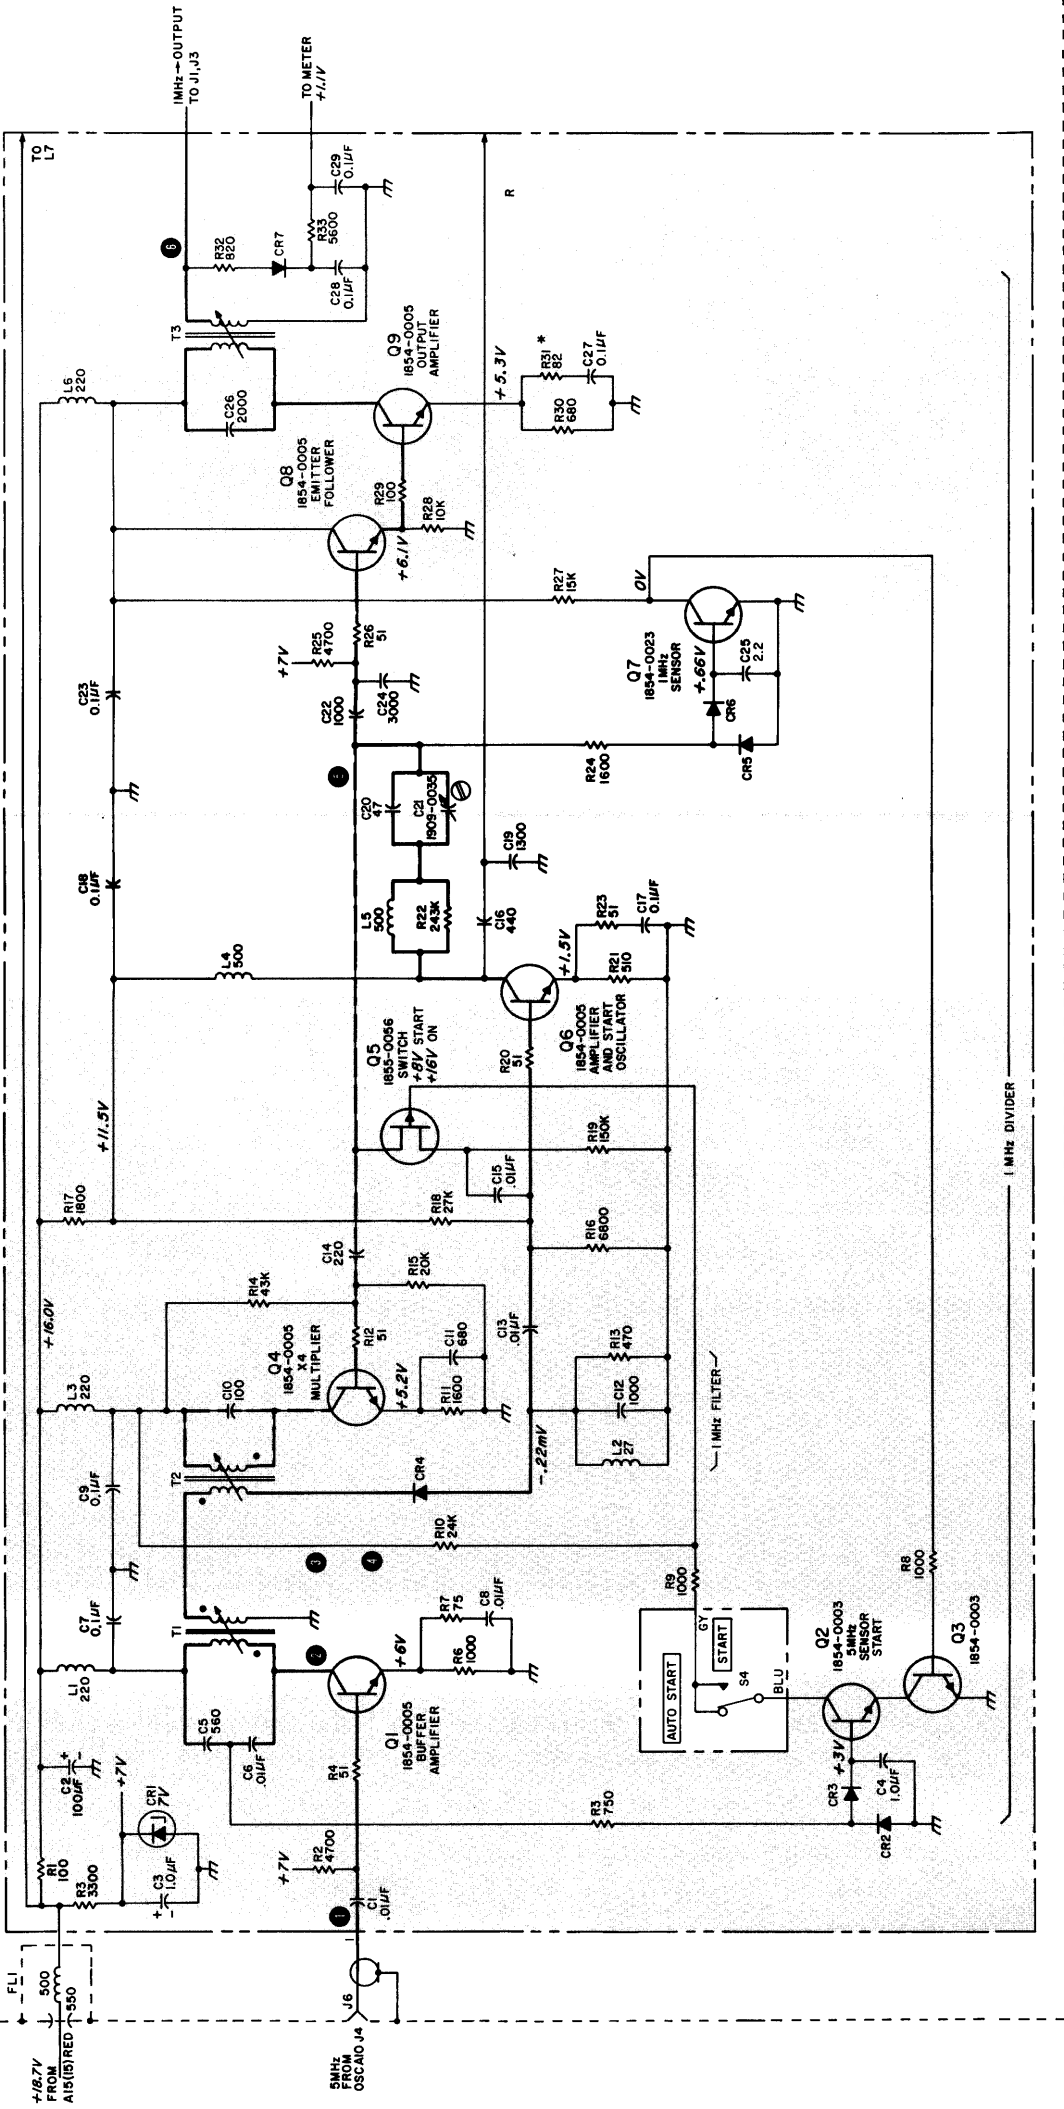 +18.7V
FROM
A15(15)RED
FL1
500
550
5MHz
FROM
OSCA10 J4
J6
1
1
C1
.01µF
R1
100
R3
3300
C3
1.0µF
+
-
CR1
7V
+7V
C2
100µF
+
-
+7V
R2
4700
R4
51
L1
220
C5
560
C6
.01µF
T1
2
Q1
1854-0005
BUFFER
AMPLIFIER
+6V
R6
1000
R7
75
C8
.01µF
R3
750
CR3
CR2
C4
1.0µF
+3V
Q2
1854-0003
5MHz
SENSOR
START
Q3
1854-0003
AUTO START
START
S4
GY
BLU
R9
1000
R8
1000
C7
0.1µF
C9
0.1µF
3
4
R10
24K
T2
CR4
L3
220
+16.0V
C10
100
Q4
1854-0005
X4
MULTIPLIER
+5.2V
R11
1600
C11
680
R12
51
R14
43K
R15
20K
C14
220
C13
.01µF
-.22mV
L2
27
C12
1000
R13
470
1 MHz FILTER
R17
1800
+11.5V
R18
27K
R16
6800
C15
.01µF
R19
150K
Q5
1855-0056
SWITCH
+8V START
+16V ON
R20
51
Q6
1854-0005
AMPLIFIER
AND START
OSCILLATOR
+1.5V
R21
510
R23
51
C17
0.1µF
L4
500
L5
500
R22
243K
C16
440
C19
1300
C18
0.1µF
C20
47
C21
1909-0035
5
C23
0.1µF
C22
1000
C24
3000
+7V
R25
4700
R26
51
R24
1600
CR5
CR6
Q7
1854-0023
1MHz
SENSOR
+.66V
C25
2.2
R27
15K
0V
Q8
1854-0005
EMITTER
FOLLOWER
+6.1V
R29
100
R28
10K
L6
220
C26
2000
T3
Q9
1854-0005
OUTPUT
AMPLIFIER
+5.3V
R30
680
R31*
82
C27
0.1µF
6
R32
820
CR7
C28
0.1µF
R33
5600
C29
0.1µF
TO
L7
R
1MHz→OUTPUT
TO J1,J3
TO METER
+1.1V
1 MHz DIVIDER